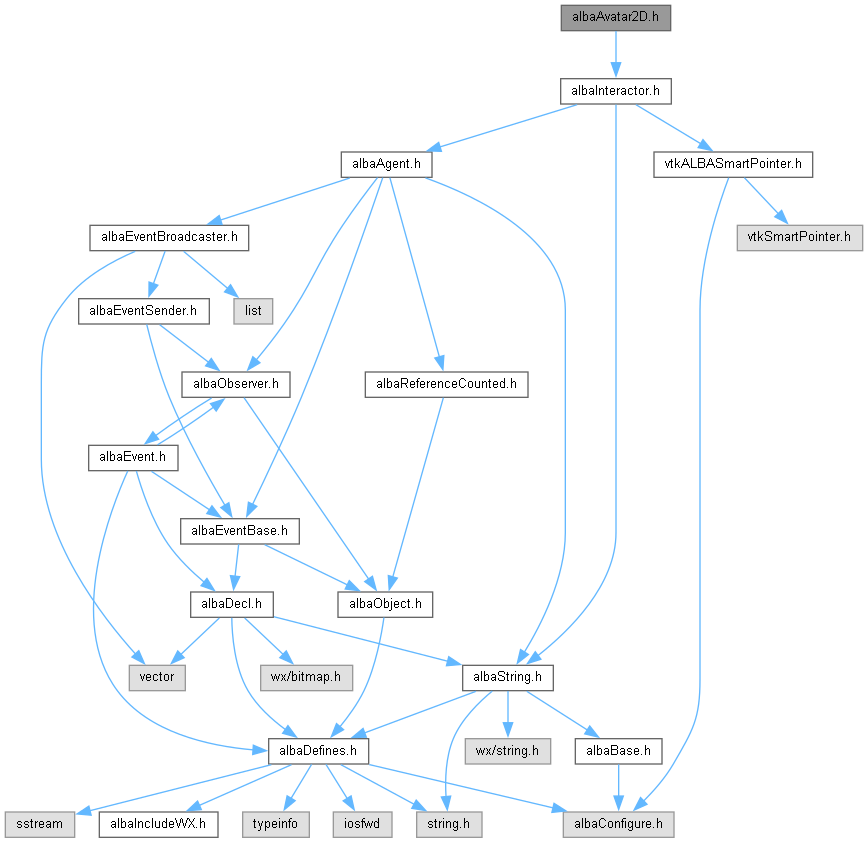 albaAvatar2D.h
albaInteractor.h
albaAgent.h
vtkALBASmartPointer.h
albaEventBroadcaster.h
vtkSmartPointer.h
albaEventSender.h
list
albaObserver.h
albaReferenceCounted.h
albaEvent.h
albaEventBase.h
albaDecl.h
albaObject.h
vector
wx/bitmap.h
albaString.h
albaDefines.h
wx/string.h
albaBase.h
sstream
albaIncludeWX.h
typeinfo
iosfwd
string.h
albaConfigure.h